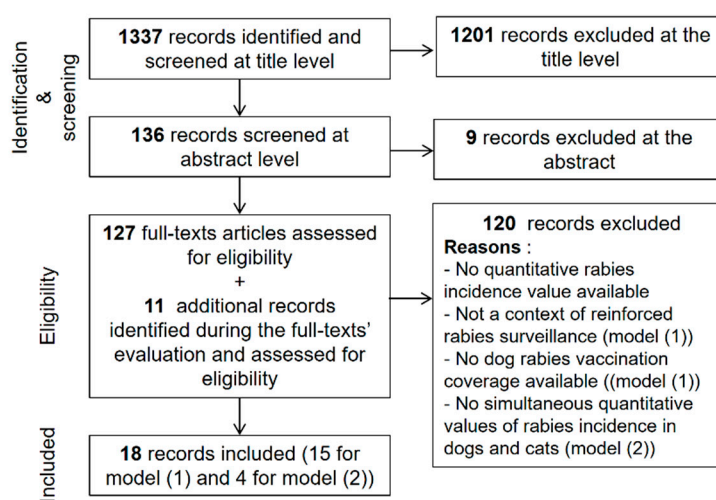 Identification
&
screening
1337 records identified and
screened at title level
1201 records excluded at the
title level
136 records screened at
abstract level
9 records excluded at the
abstract
Eligibility
127 full-texts articles assessed
for eligibility
+
11 additional records
identified during the full-texts'
evaluation and assessed for
eligibility
120 records excluded
Reasons :
- No quantitative rabies
incidence value available
- Not a context of reinforced
rabies surveillance (model (1))
- No dog rabies vaccination
coverage available ((model (1))
- No simultaneous quantitative
values of rabies incidence in
dogs and cats (model (2))
Included
18 records included (15 for
model (1) and 4 for model (2))